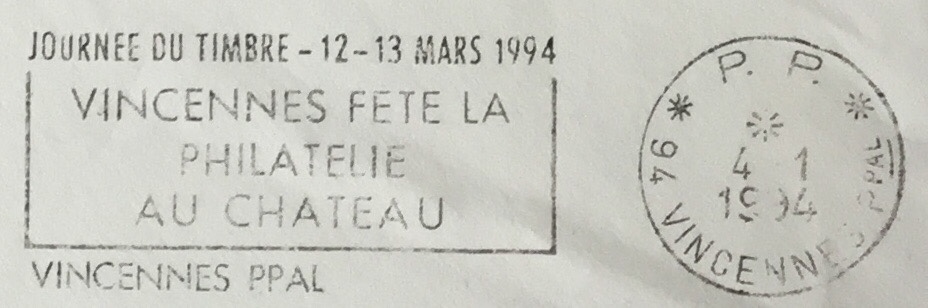 JOURNEE DU TIMBRE - 12-13 MARS 1994
VINCENNES FETE LA
PHILATELIE
AU CHATEAU
VINCENNES PPAL
P. P.
4 1
1994
94 VINCENNES PPAL